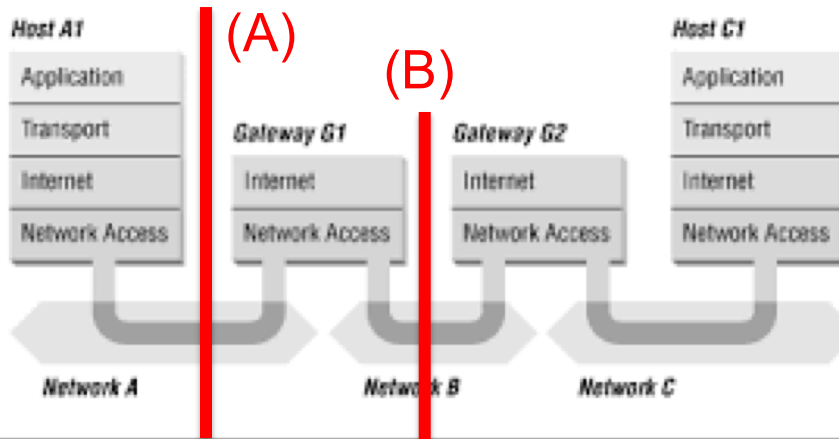 Host A1
(A)
Host C1
(B)
Application
Application
Transport
Gateway G1
Gateway G2
Transport
Internet
Internet
Internet
Internet
Network Access
Network Access
Network Access
Network Access
Network A
Network B
Network C